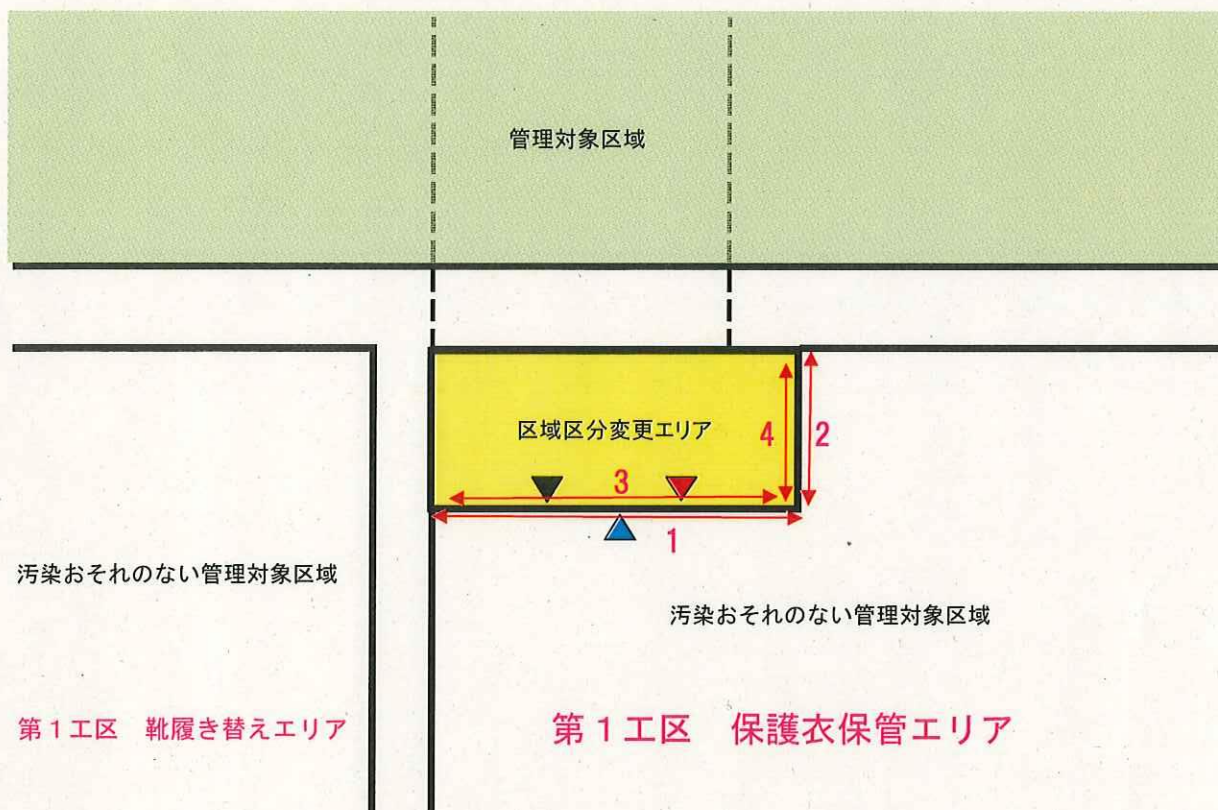 管理対象区域
区域区分変更エリア
4
2
3
1
汚染おそれのない管理対象区域
汚染おそれのない管理対象区域
第1工区　靴履き替えエリア
第1工区　保護衣保管エリア